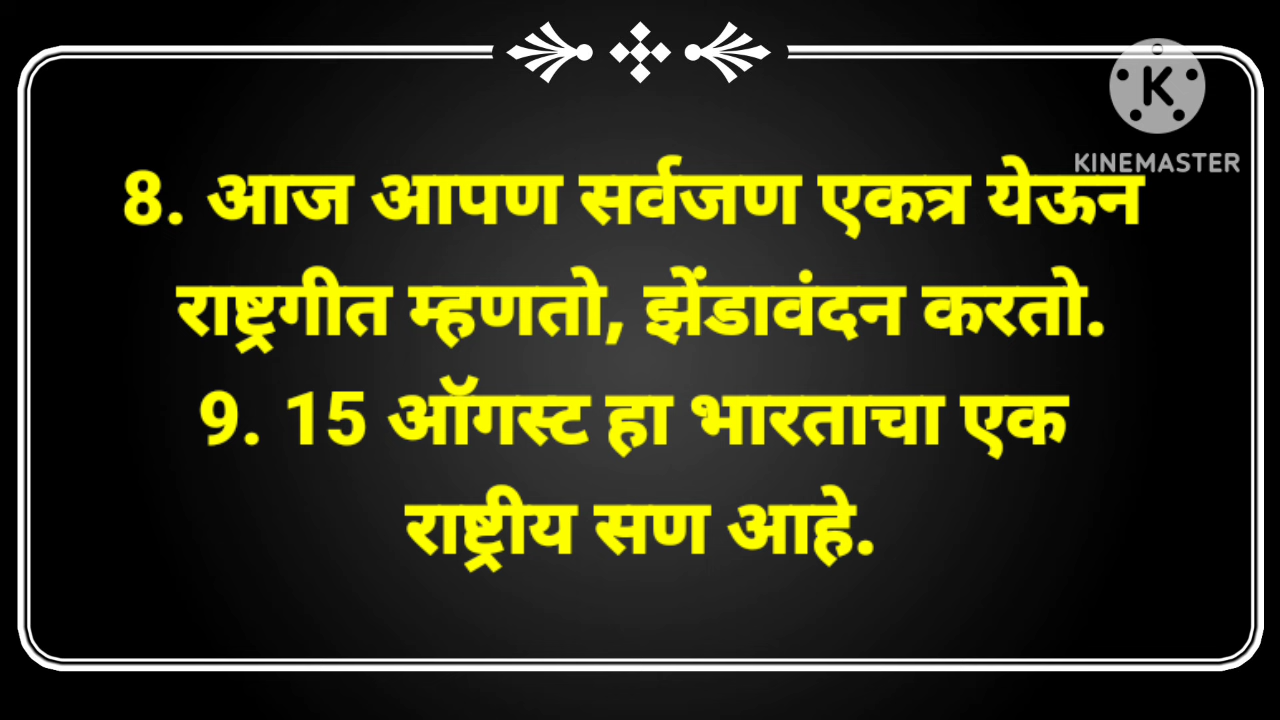 K
KINEMASTER
8. आज आपण सर्वजण एकत्र येऊन
राष्ट्रगीत म्हणतो, झेंडावंदन करतो.
9. 15 ऑगस्ट हा भारताचा एक
राष्ट्रीय सण आहे.